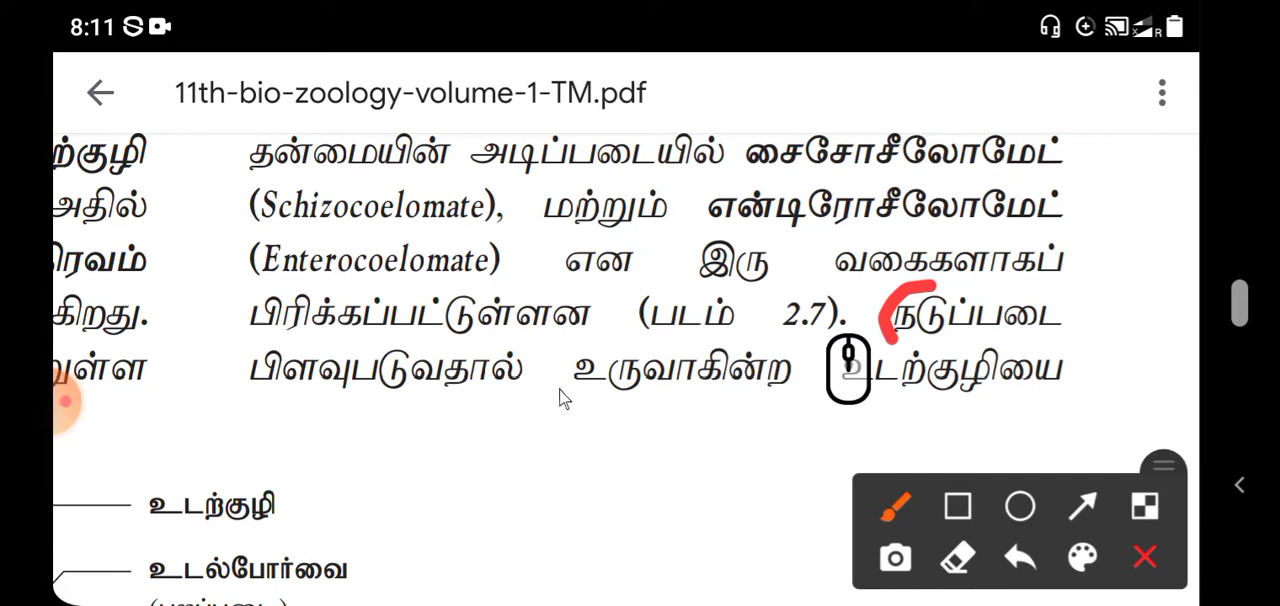 8:11
R
11th-bio-zoology-volume-1-TM.pdf
ற்குழி
அதில்
திரவம்
கிறது.
வுள்ள
தன்மையின் அடிப்படையில் சைசோசீலோமேட்
(Schizocoelomate), மற்றும் என்டிரோசீலோமேட்
(Enterocoelomate) என இரு வகைகளாகப்
பிரிக்கப்பட்டுள்ளன (படம் 2.7). நடுப்படை
பிளவுபடுவதால் உருவாகின்ற உடற்குழியை
உடற்குழி
உடல்போர்வை